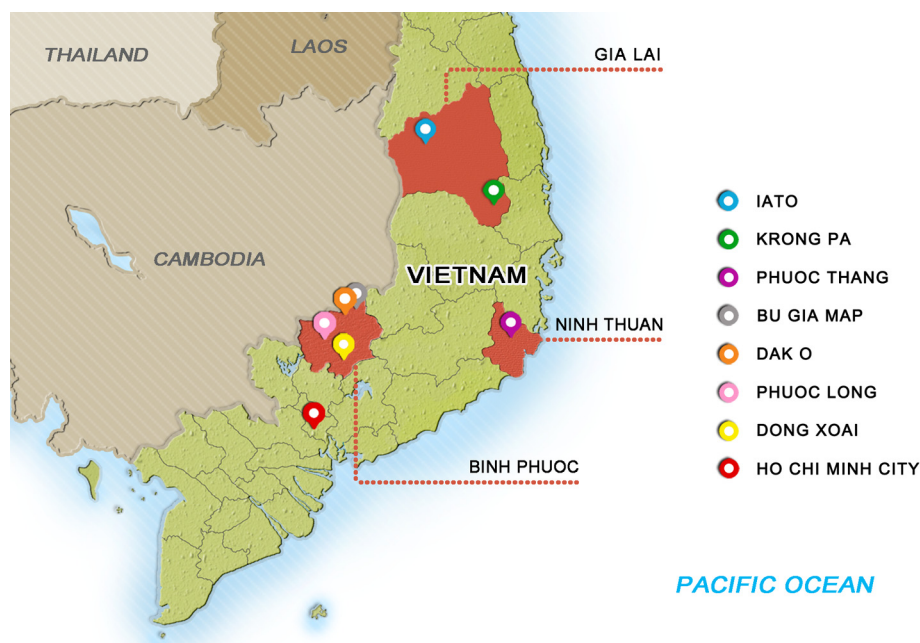 THAILAND
LAOS
GIA LAI
CAMBODIA
VIETNAM
NINH THUAN
BINH PHUOC
IATO
KRONG PA
PHUOC THANG
BU GIA MAP
DAK O
PHUOC LONG
DONG XOAI
HO CHI MINH CITY
PACIFIC OCEAN